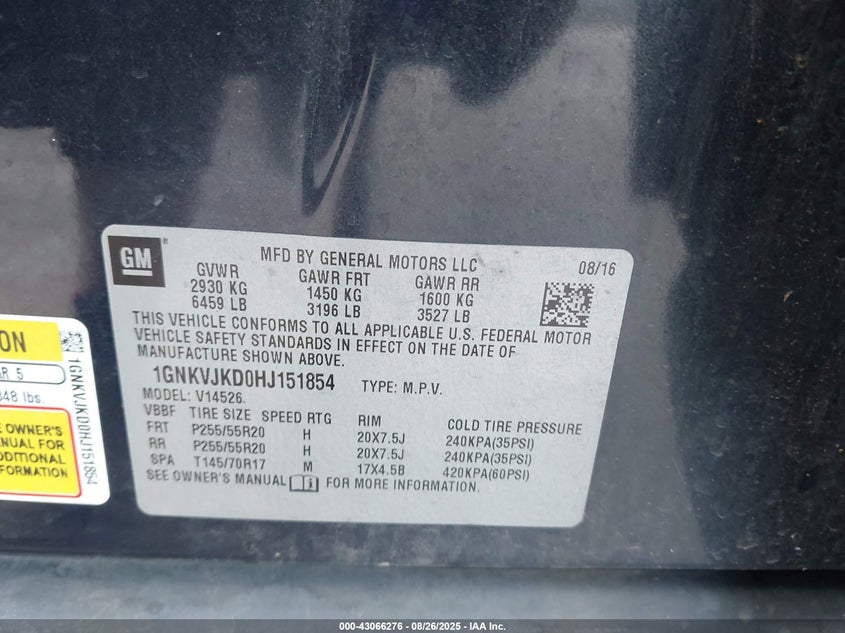 GM
MFD BY GENERAL MOTORS LLC
08/16
GVWR GAWR FRT GAWR RR
2930 KG 1450 KG 1600 KG
6459 LB 3196 LB 3527 LB
THIS VEHICLE CONFORMS TO ALL APPLICABLE U.S. FEDERAL MOTOR
VEHICLE SAFETY STANDARDS IN EFFECT ON THE DATE OF
MANUFACTURE SHOWN ABOVE.
1GNKVJKD0HJ151854 TYPE: M.P.V.
MODEL: V14526
VBBF TIRE SIZE SPEED RTG RIM COLD TIRE PRESSURE
FRT P255/55R20 H 20X7.5J 240KPA(35PSI)
RR P255/55R20 H 20X7.5J 240KPA(35PSI)
SPA T145/70R17 M 17X4.5B 420KPA(60PSI)
SEE OWNER'S MANUAL FOR MORE INFORMATION.
5
lbs.
OWNER'S
FOR
1GNKVJKD0HJ151854
000-43066276 - 08/26/2025 - IAA Inc.